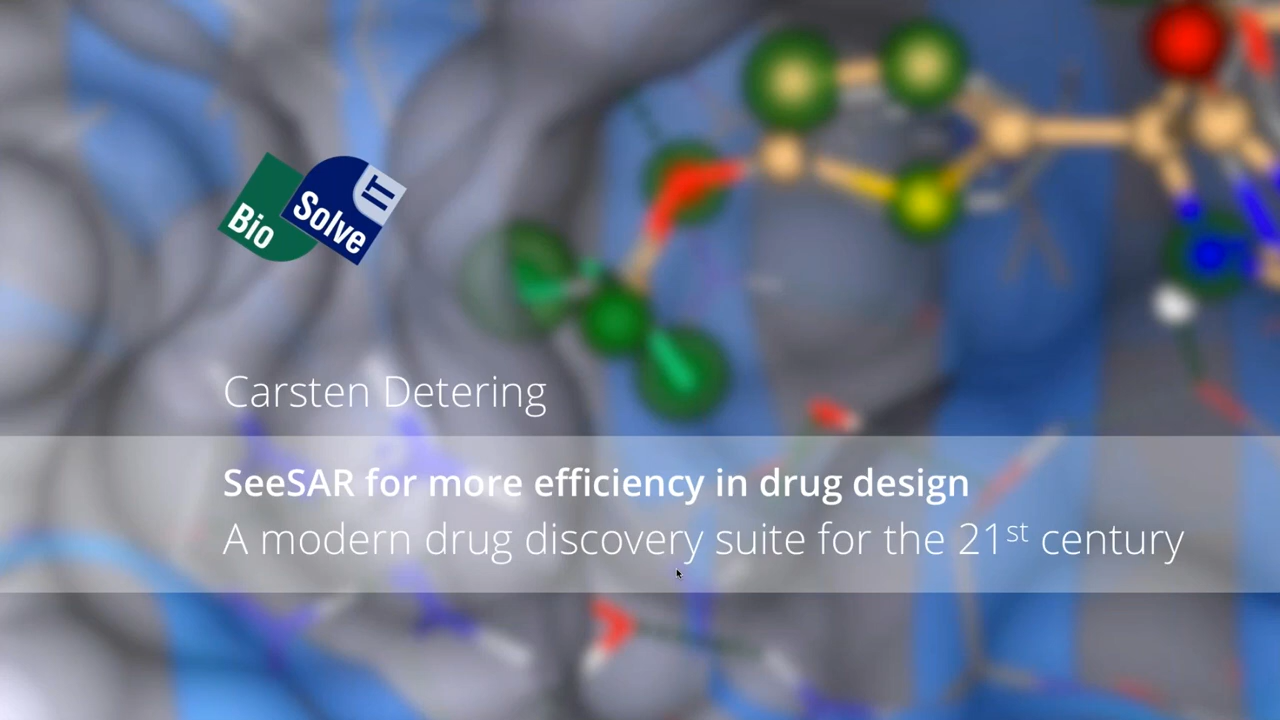 Bio
Solve
IT
Carsten Detering
SeeSAR for more efficiency in drug design
A modern drug discovery suite for the 21st century